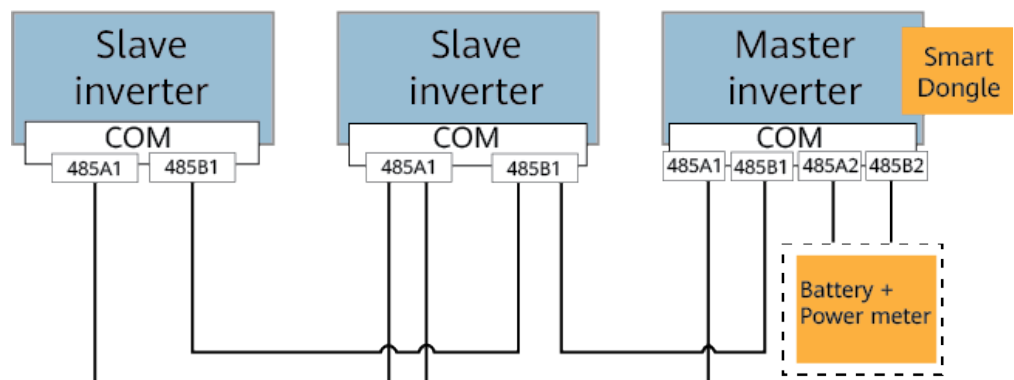 Slave
inverter
COM
485A1
485B1
Slave
inverter
COM
485A1
485B1
Master
inverter
Smart
Dongle
COM
485A1
485B1
485A2
485B2
Battery +
Power meter